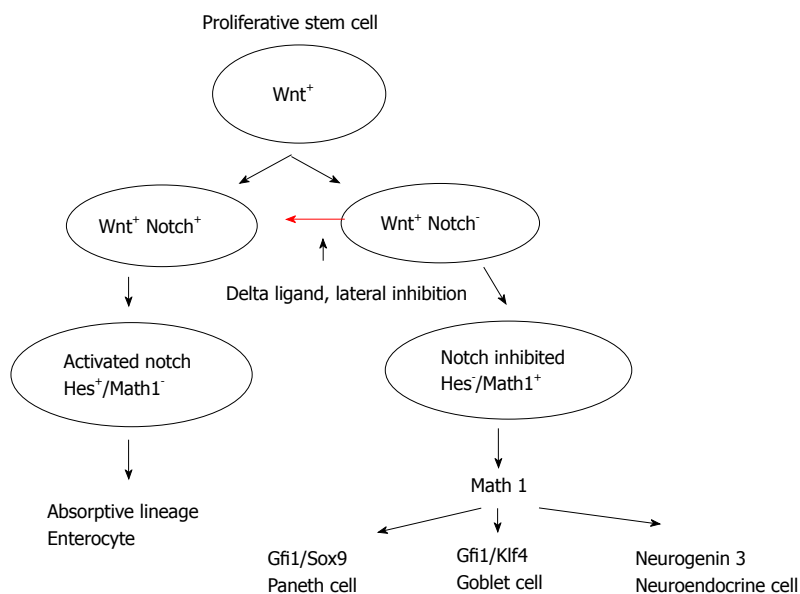 Proliferative stem cell
Wnt⁺
Wnt⁺ Notch⁺
Wnt⁺ Notch⁻
Delta ligand, lateral inhibition
Activated notch
Hes⁺/Math1⁻
Notch inhibited
Hes⁻/Math1⁺
Absorptive lineage
Enterocyte
Math 1
Gfi1/Sox9
Paneth cell
Gfi1/Klf4
Goblet cell
Neurogenin 3
Neuroendocrine cell